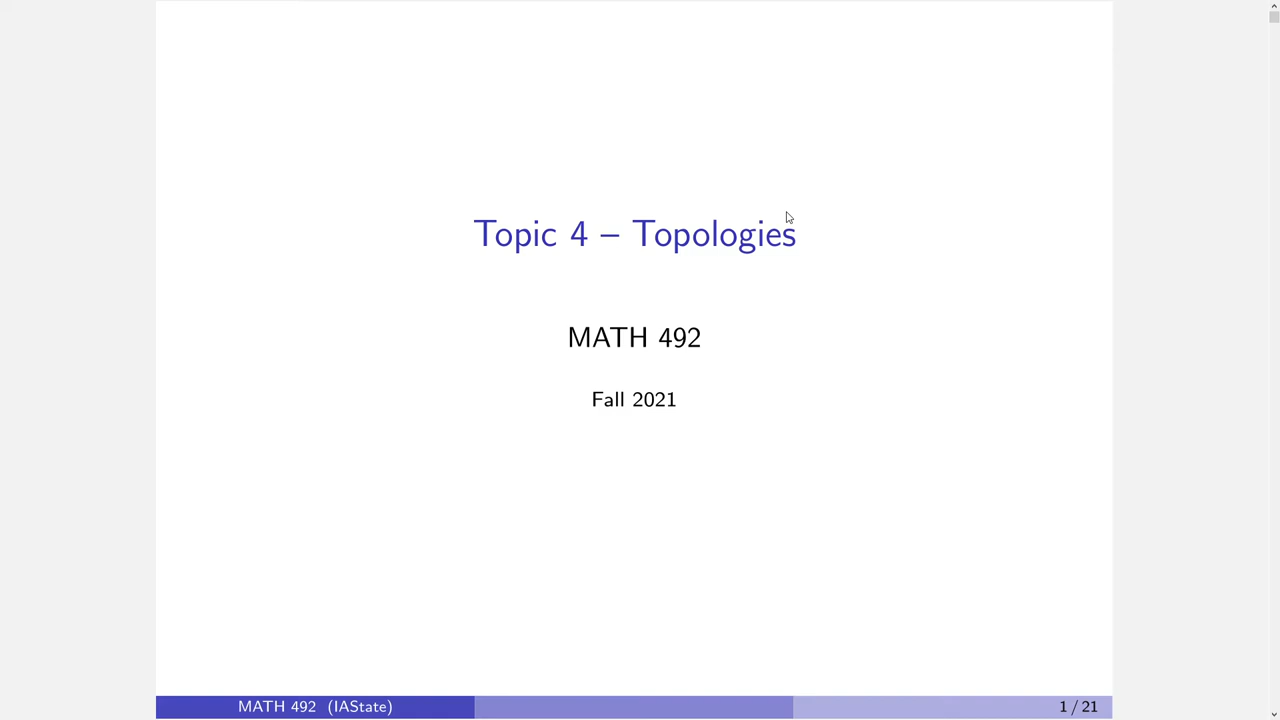 Topic 4 – Topologies
MATH 492
Fall 2021
MATH 492 (IAState)
1 / 21